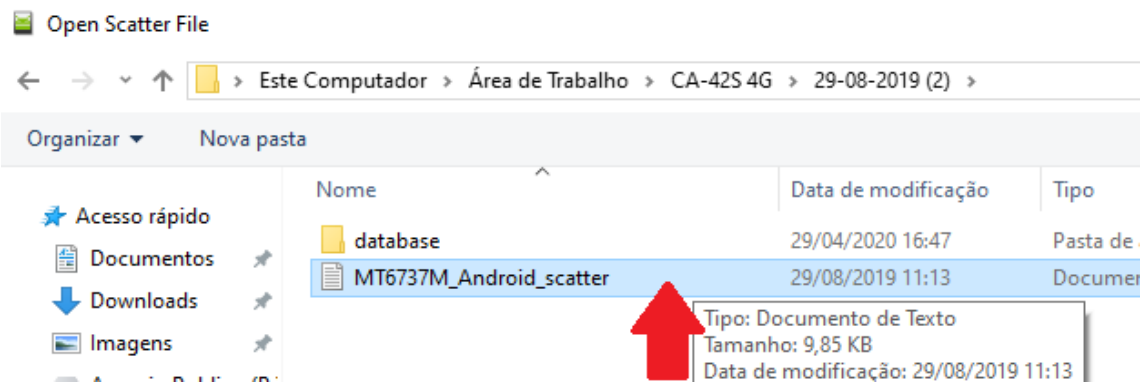 Open Scatter File
Este Computador > Área de Trabalho > CA-42S 4G > 29-08-2019 (2) >
Organizar Nova pasta
Nome Data de modificação Tipo
Acesso rápido
database 29/04/2020 16:47 Pasta de
Documentos
MT6737M_Android_scatter 29/08/2019 11:13
Downloads
Tipo: Documento de Texto
Imagens
Tamanho: 9,85 KB
Data de modificação: 29/08/2019 11:13